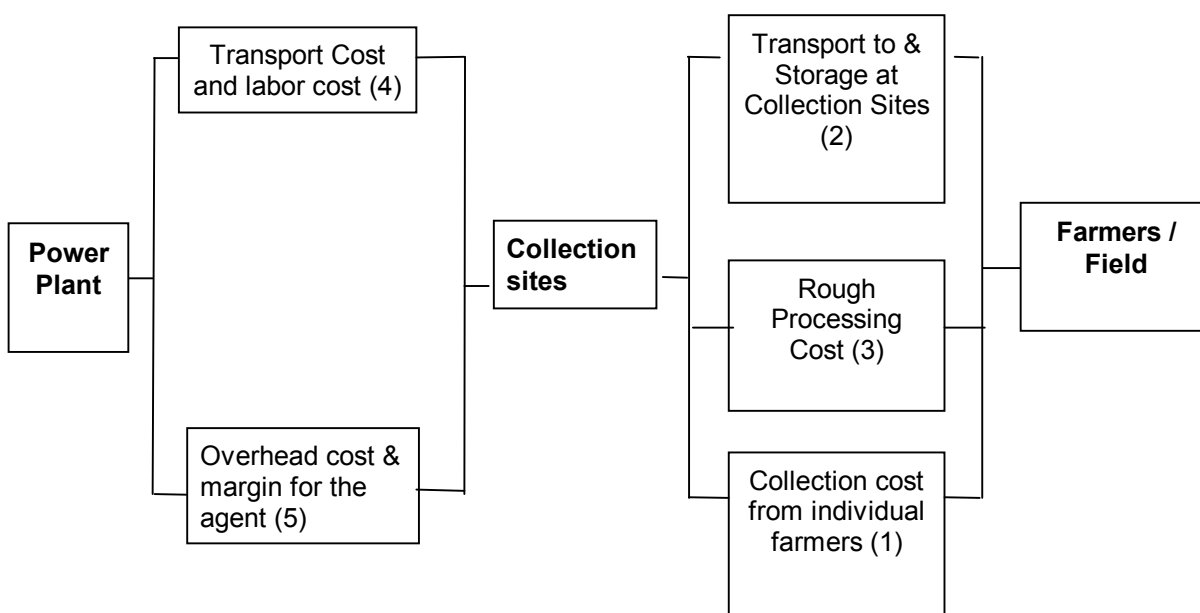 Transport Cost
and labor cost (4)
Transport to &
Storage at
Collection Sites
(2)
Power
Plant
Collection
sites
Farmers /
Field
Rough
Processing
Cost (3)
Overhead cost &
margin for the
agent (5)
Collection cost
from individual
farmers (1)